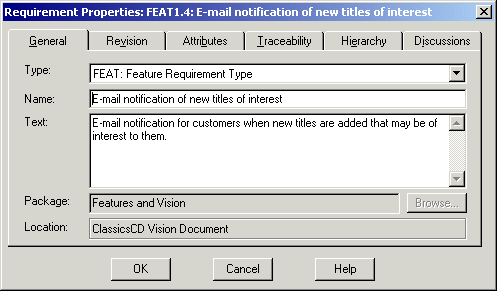 Requirement Properties: FEAT1.4: E-mail notification of new titles of interest
General Revision Attributes Traceability Hierarchy Discussions
Type: FEAT: Feature Requirement Type
Name: E-mail notification of new titles of interest
Text: E-mail notification for customers when new titles are added that may be of
interest to them.
Package: Features and Vision Browse...
Location: ClassicsCD Vision Document
OK Cancel Help